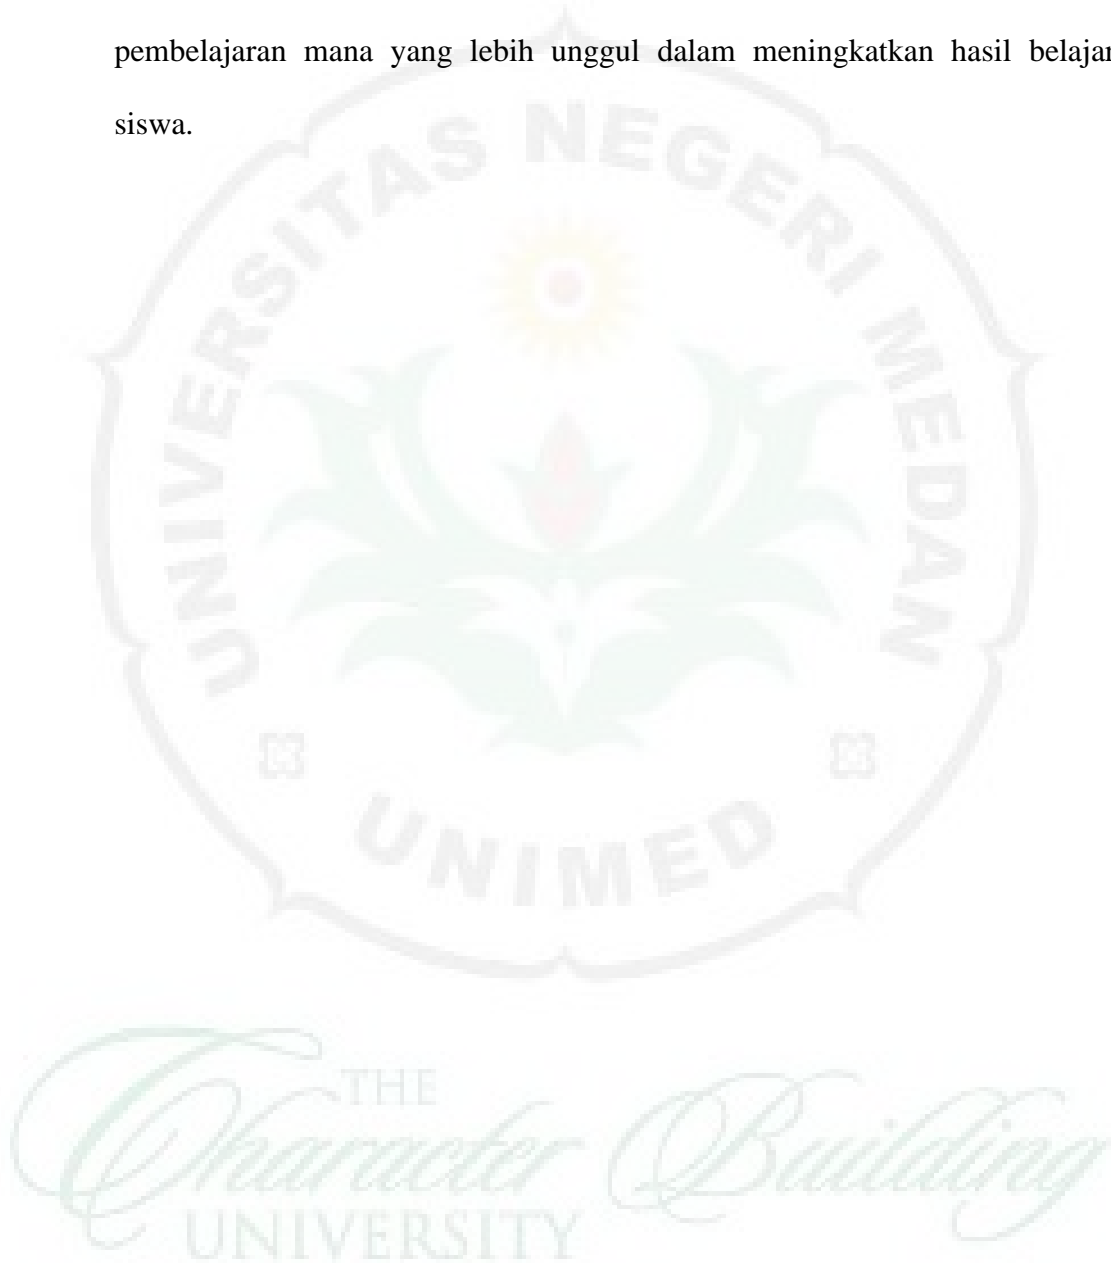 pembelajaran mana yang lebih unggul dalam meningkatkan hasil belajar
siswa.
UNIVERSITAS NEGERI MEDAN
UNIMED
THE
Character Building
UNIVERSITY